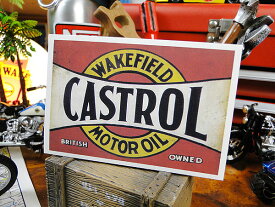 WAKEFIELD
CASTROL
MOTOR OIL
BRITISH OWNED